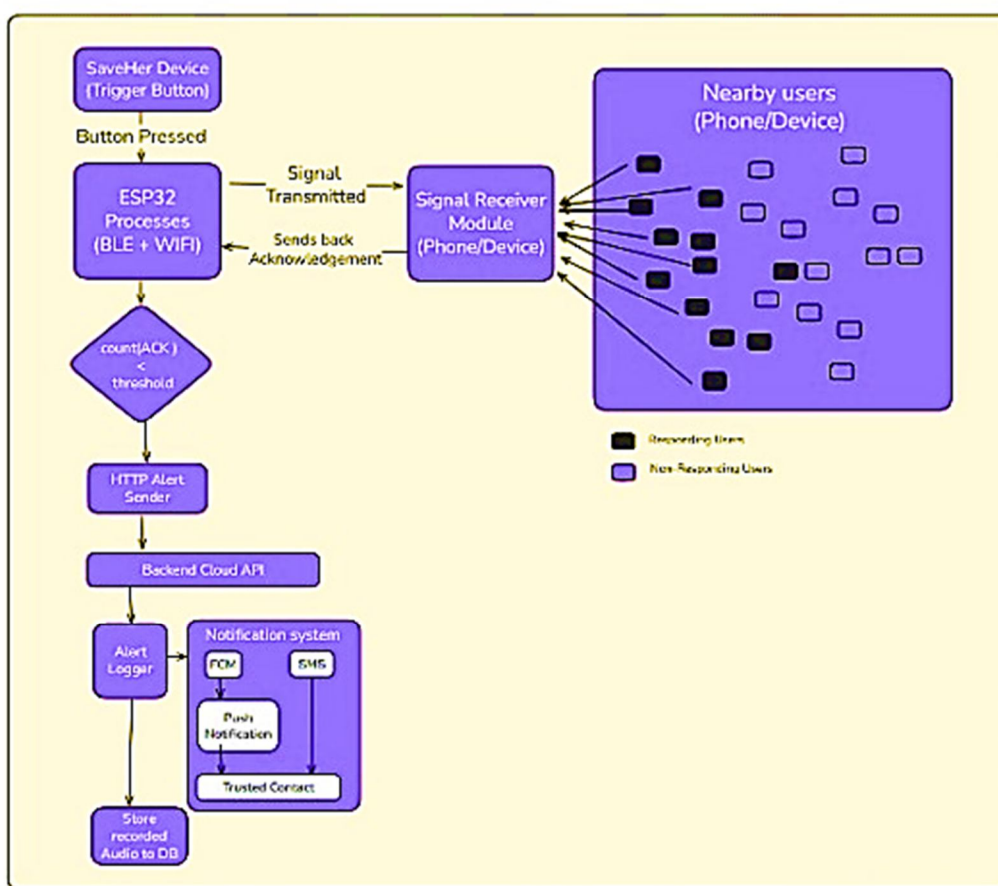 SaveHer Device
(Trigger Button)
Button Pressed
ESP32
Processes
(BLE + WIFI)
Signal
Transmitted
Sends back
Acknowledgement
Signal Receiver
Module
(Phone/Device)
Nearby users
(Phone/Device)
Responding Users
Non-Responding Users
count(ACK )
<
threshold
HTTP Alert
Sender
Backend Cloud API
Alert
Logger
Notification system
FCM
SMS
Push
Notification
Trusted Contact
Store
recorded
Audio to DB